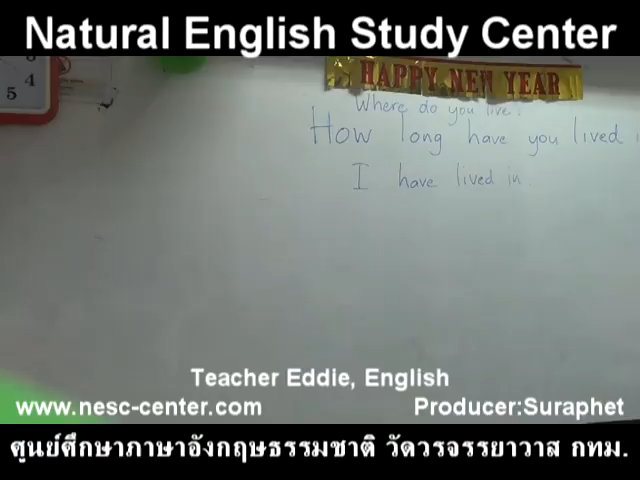 Natural English Study Center
4
5
HAPPY NEW YEAR
Where do you live?
How long have you lived i
I have lived in
Teacher Eddie, English
www.nesc-center.com
Producer:Suraphet
ศูนย์ศึกษาภาษาอังกฤษธรรมชาติ วัดวรจรรยาวาส กทม.